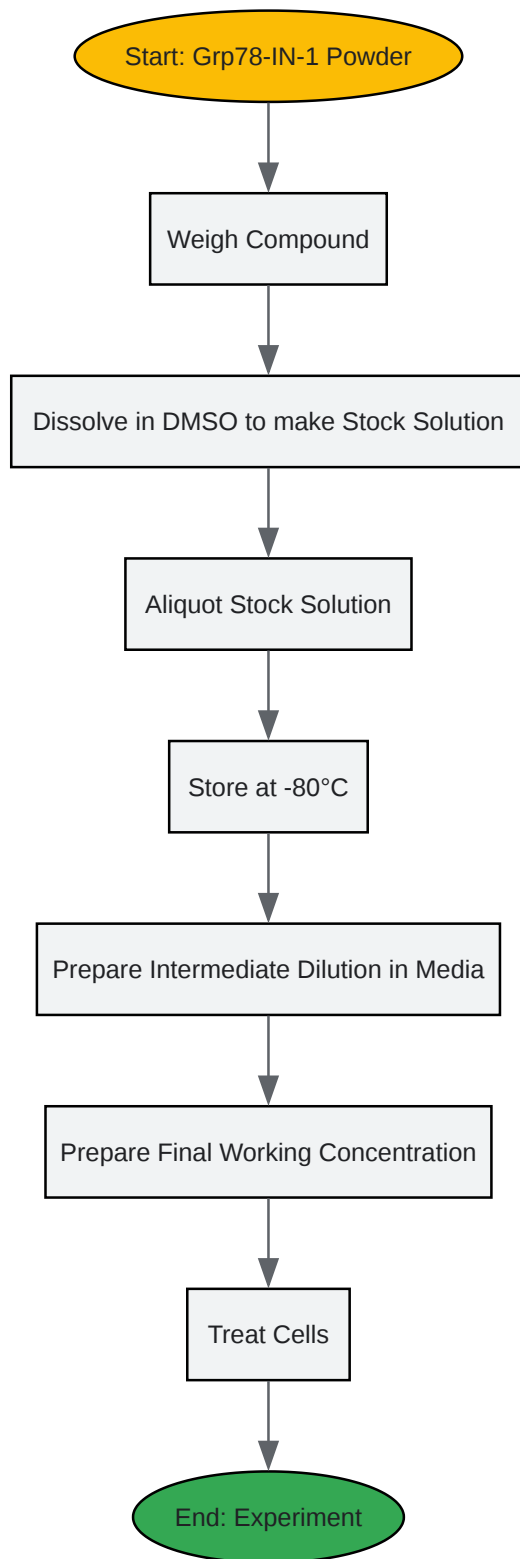 Start: Grp78-IN-1 Powder
Weigh Compound
Dissolve in DMSO to make Stock Solution
Aliquot Stock Solution
Store at -80°C
Prepare Intermediate Dilution in Media
Prepare Final Working Concentration
Treat Cells
End: Experiment